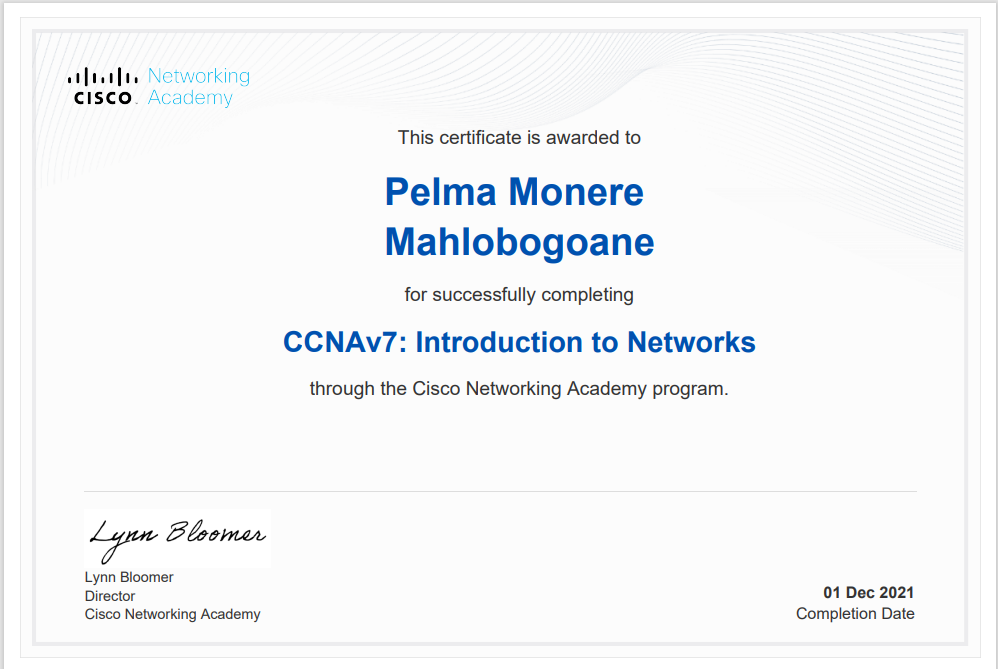 CISCO
Networking
Academy
This certificate is awarded to
Pelma Monere
Mahlobogoane
for successfully completing
CCNAv7: Introduction to Networks
through the Cisco Networking Academy program.
Lynn Bloomer
Lynn Bloomer
Director
Cisco Networking Academy
01 Dec 2021
Completion Date